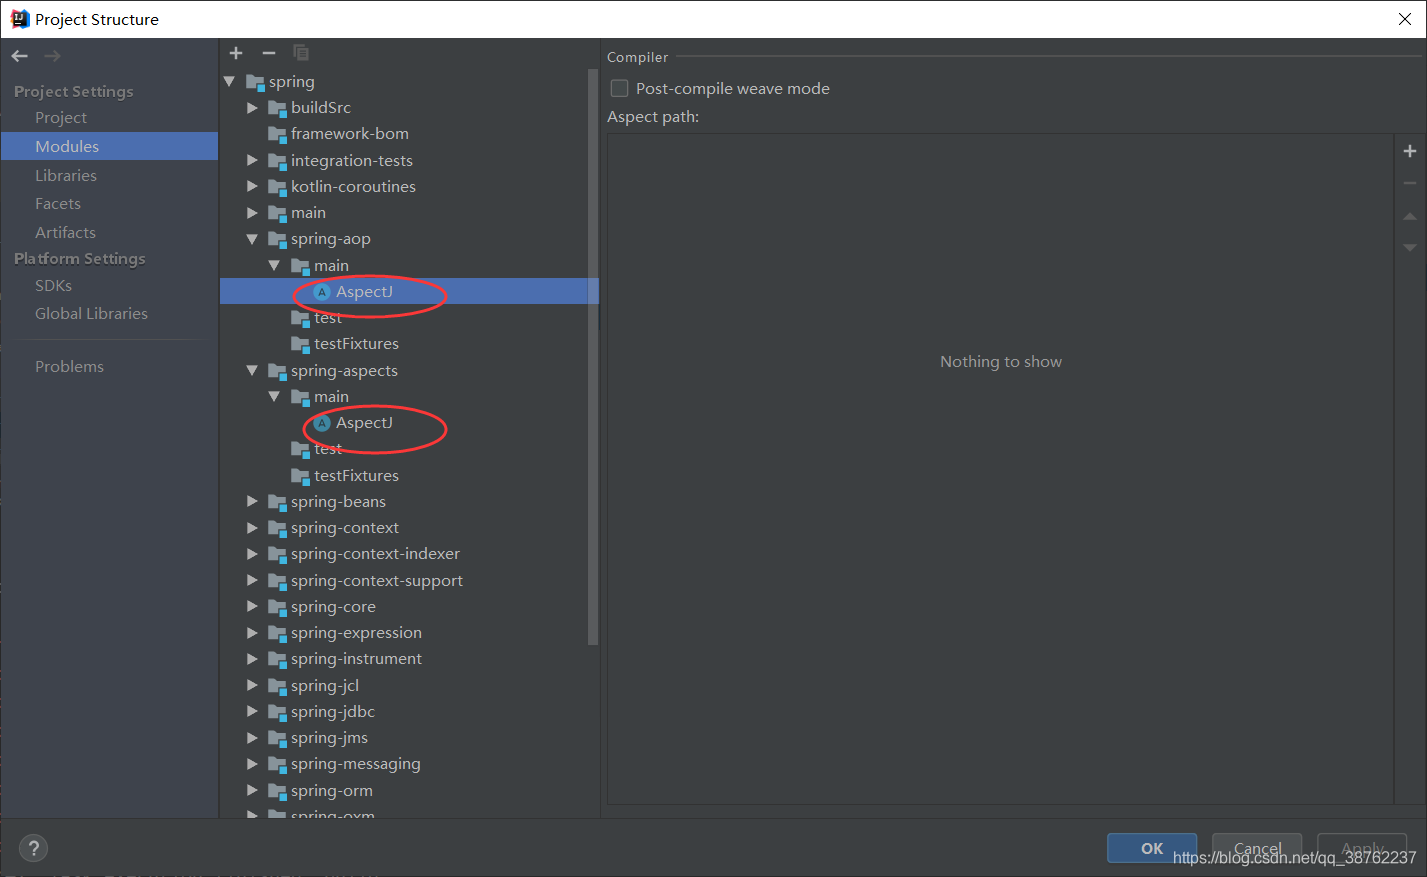 Project Structure
Project Settings
Project
Modules
Libraries
Facets
Artifacts
Platform Settings
SDKs
Global Libraries
Problems
spring
buildSrc
framework-bom
integration-tests
kotlin-coroutines
main
spring-aop
main
A AspectJ
test
testFixtures
spring-aspects
main
A AspectJ
test
testFixtures
spring-beans
spring-context
spring-context-indexer
spring-context-support
spring-core
spring-expression
spring-instrument
spring-jcl
spring-jdbc
spring-jms
spring-messaging
spring-orm
spring-oxm
Compiler
Post-compile weave mode
Aspect path:
Nothing to show
?
OK
Cancel
Apply
https://blog.csdn.net/qq_38762237